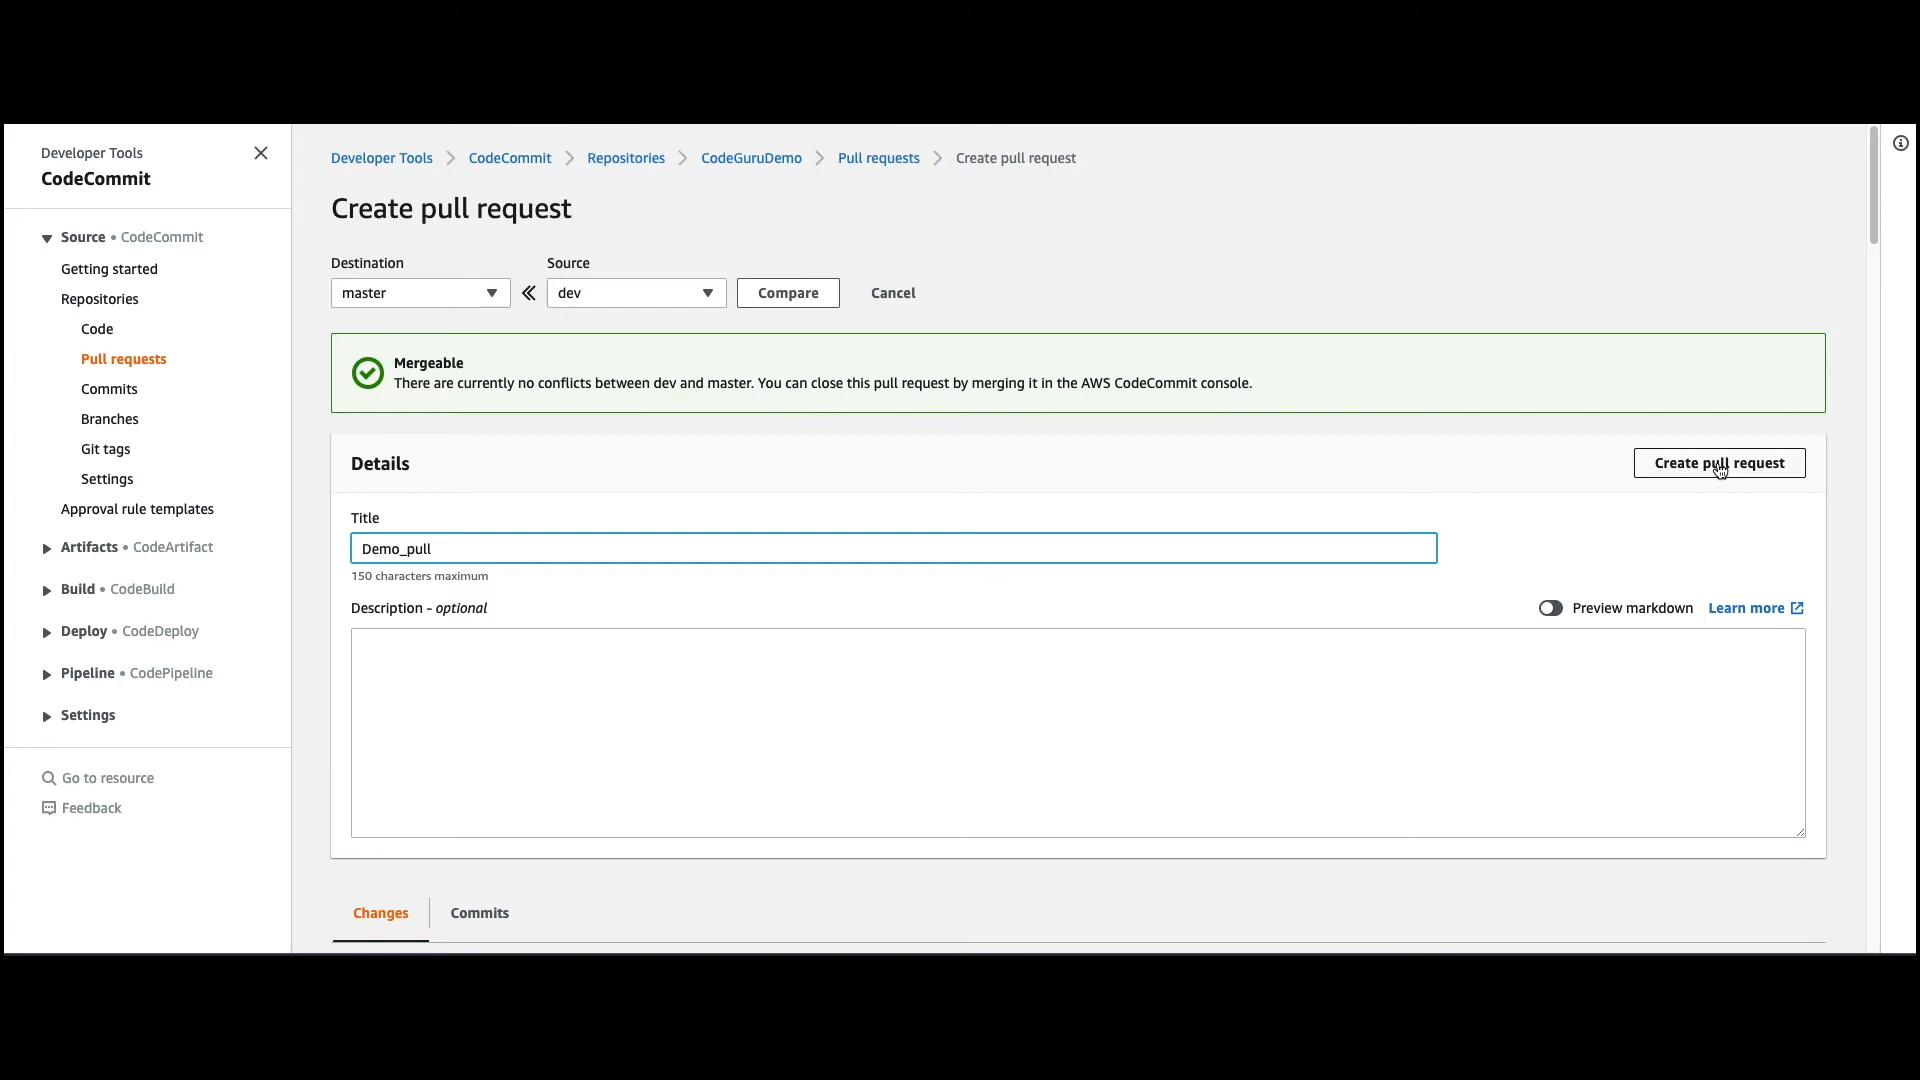 Developer Tools
CodeCommit
Source • CodeCommit
Getting started
Repositories
Code
Pull requests
Commits
Branches
Git tags
Settings
Approval rule templates
Artifacts • CodeArtifact
Build • CodeBuild
Deploy • CodeDeploy
Pipeline • CodePipeline
Settings
Go to resource
Feedback
Developer Tools > CodeCommit > Repositories > CodeGuruDemo > Pull requests > Create pull request
Create pull request
Destination Source
master « dev Compare Cancel
Mergeable
There are currently no conflicts between dev and master. You can close this pull request by merging it in the AWS CodeCommit console.
Details Create pull request
Title
Demo_pull
150 characters maximum
Description - optional Preview markdown Learn more
Changes Commits